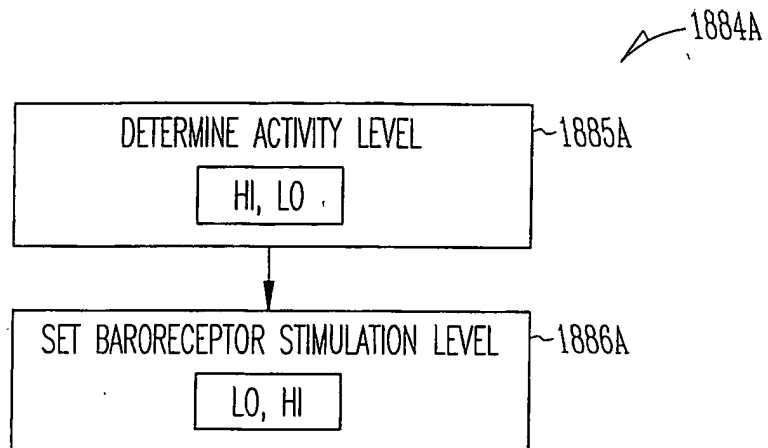 1884A
DETERMINE ACTIVITY LEVEL
HI, LO
1885A
SET BARORECEPTOR STIMULATION LEVEL
LO, HI
1886A